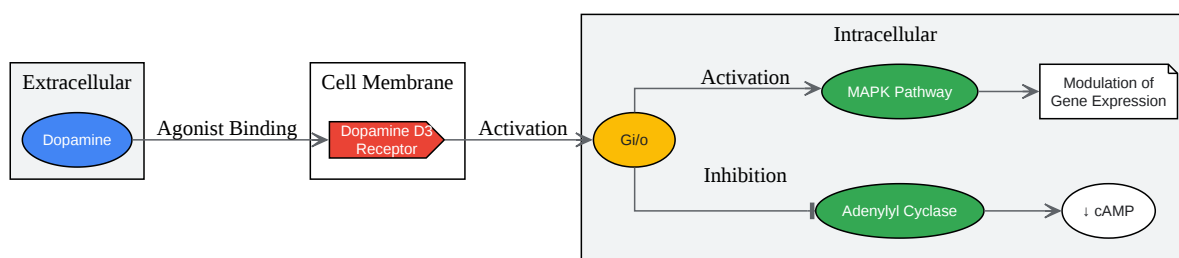 Extracellular
Dopamine
Agonist Binding
Cell Membrane
Dopamine D3
Receptor
Activation
Intracellular
Gi/o
Activation
MAPK Pathway
Modulation of
Gene Expression
Inhibition
Adenylyl Cyclase
↓ cAMP